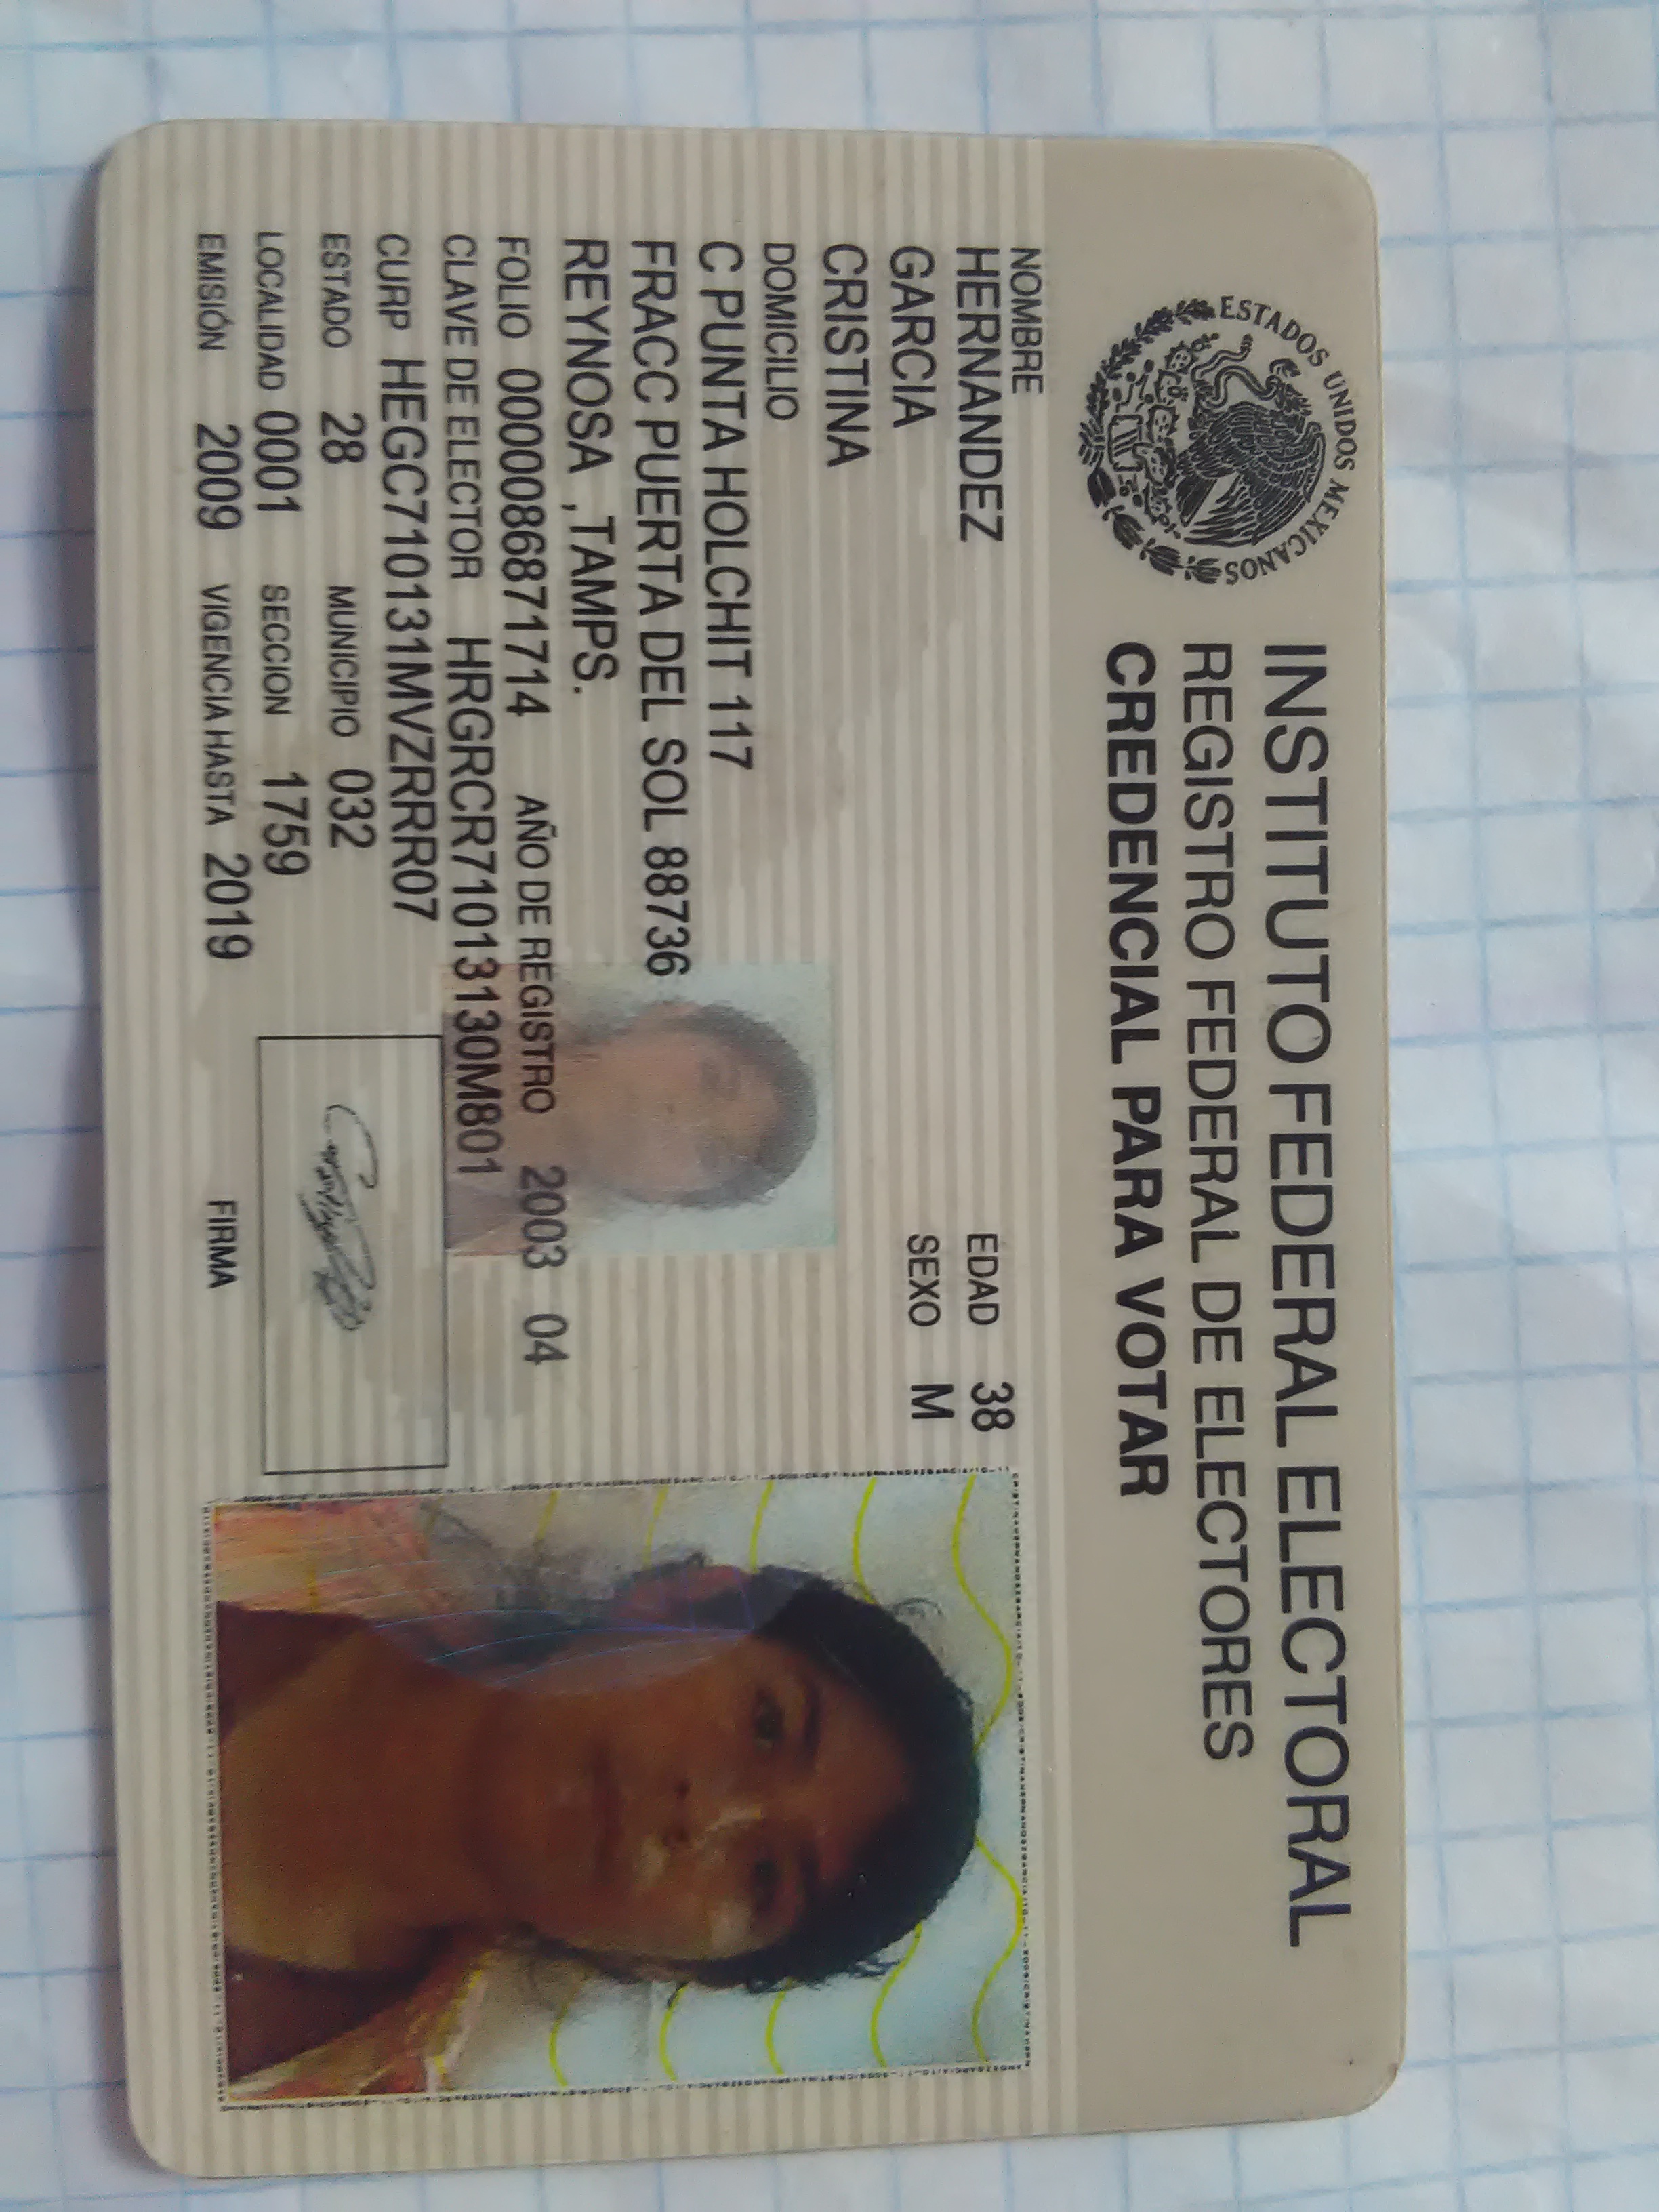 ESTADOS UNIDOS MEXICANOS
INSTITUTO FEDERAL ELECTORAL
REGISTRO FEDERAL DE ELECTORES
CREDENCIAL PARA VOTAR
NOMBRE
HERNANDEZ
GARCIA
CRISTINA
EDAD 38
SEXO M
DOMICILIO
C PUNTA HOLCHIT 117
FRACC PUERTA DEL SOL 88736
REYNOSA ,TAMPS.
FOLIO 0000868871714 AÑO DE REGISTRO 2003 04
CLAVE DE ELECTOR HRGRCR71013130M801
CURP HEGC710131MVZRRR07
ESTADO 28 MUNICIPIO 032
LOCALIDAD 0001 SECCION 1759
EMISIÓN 2009 VIGENCIA HASTA 2019
FIRMA